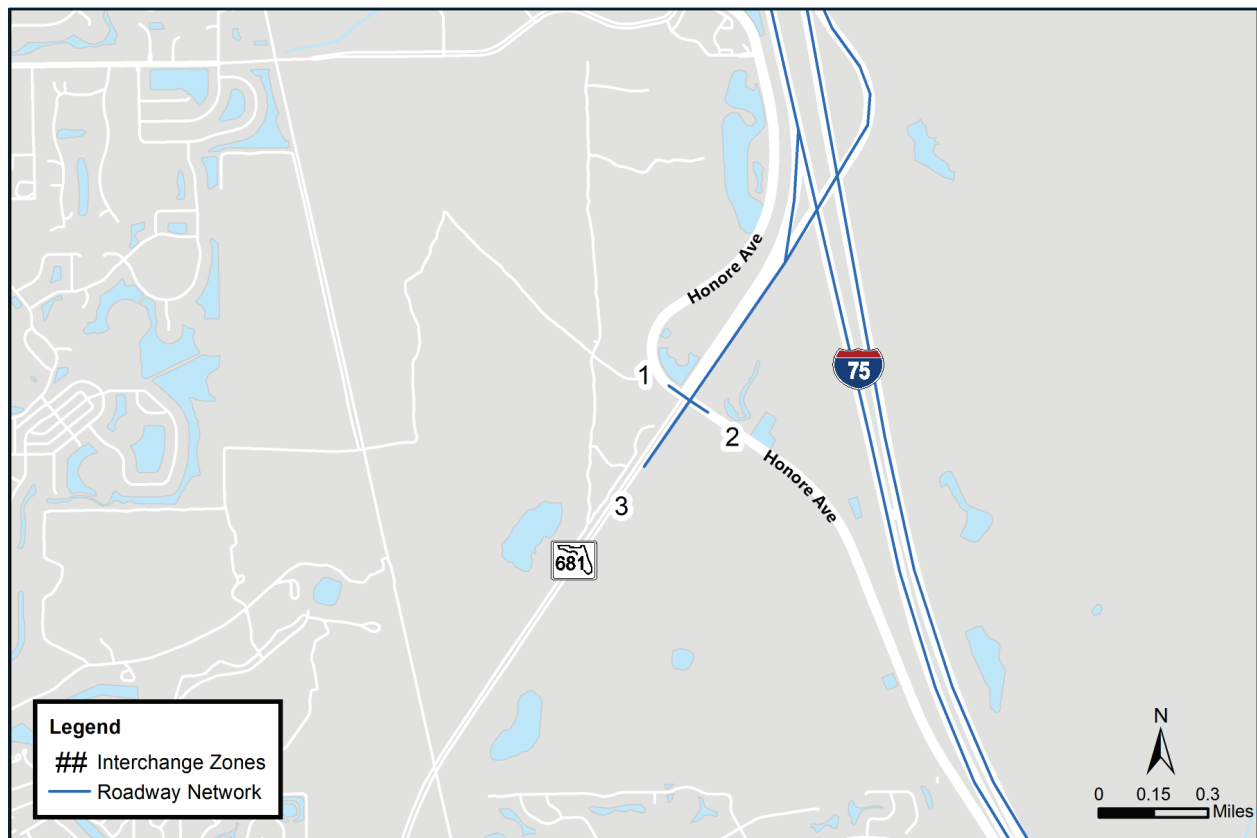 Honore Ave
75
1
2
Honore Ave
3
681
Legend
## Interchange Zones
Roadway Network
N
0 0.15 0.3
Miles